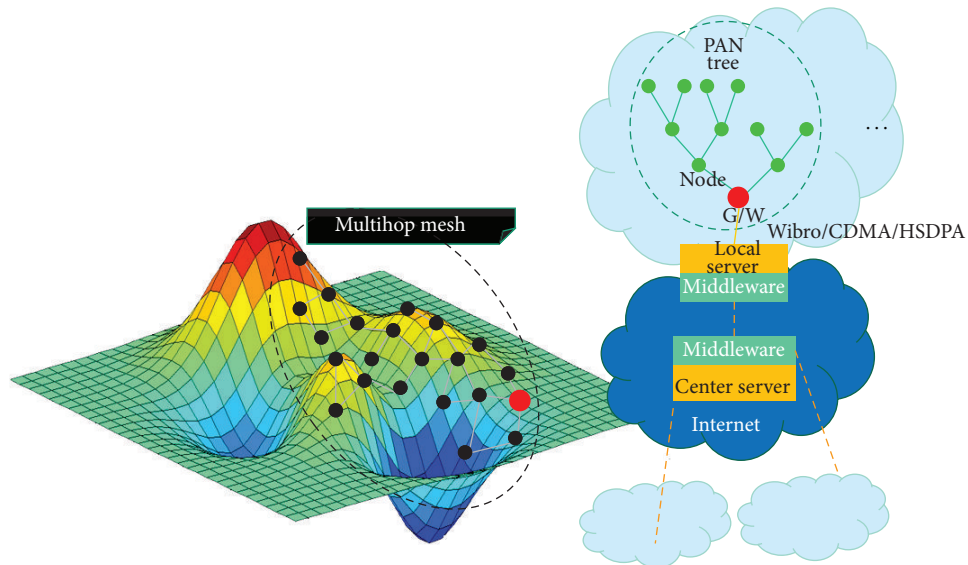 PAN
tree
...
Node
G/W
Wibro/CDMA/HSDPA
Multihop mesh
Local
server
Middleware
Middleware
Center server
Internet